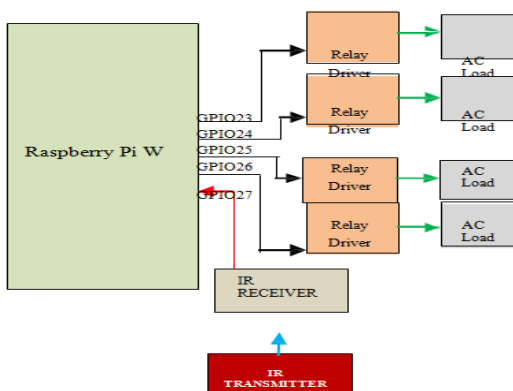 Relay
Driver
AC
Load
GPIO23
GPIO24
GPIO25
GPIO26
GPIO27
Raspberry Pi W
Relay
Driver
AC
Load
Relay
Driver
AC
Load
Relay
Driver
AC
Load
IR
RECEIVER
IR
TRANSMITTER